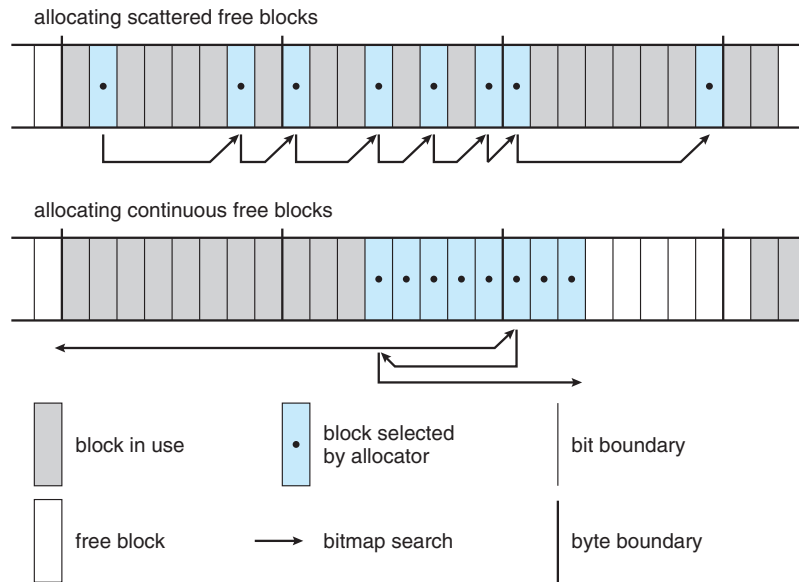 allocating scattered free blocks
allocating continuous free blocks
block in use
block selected
by allocator
bit boundary
free block
bitmap search
byte boundary